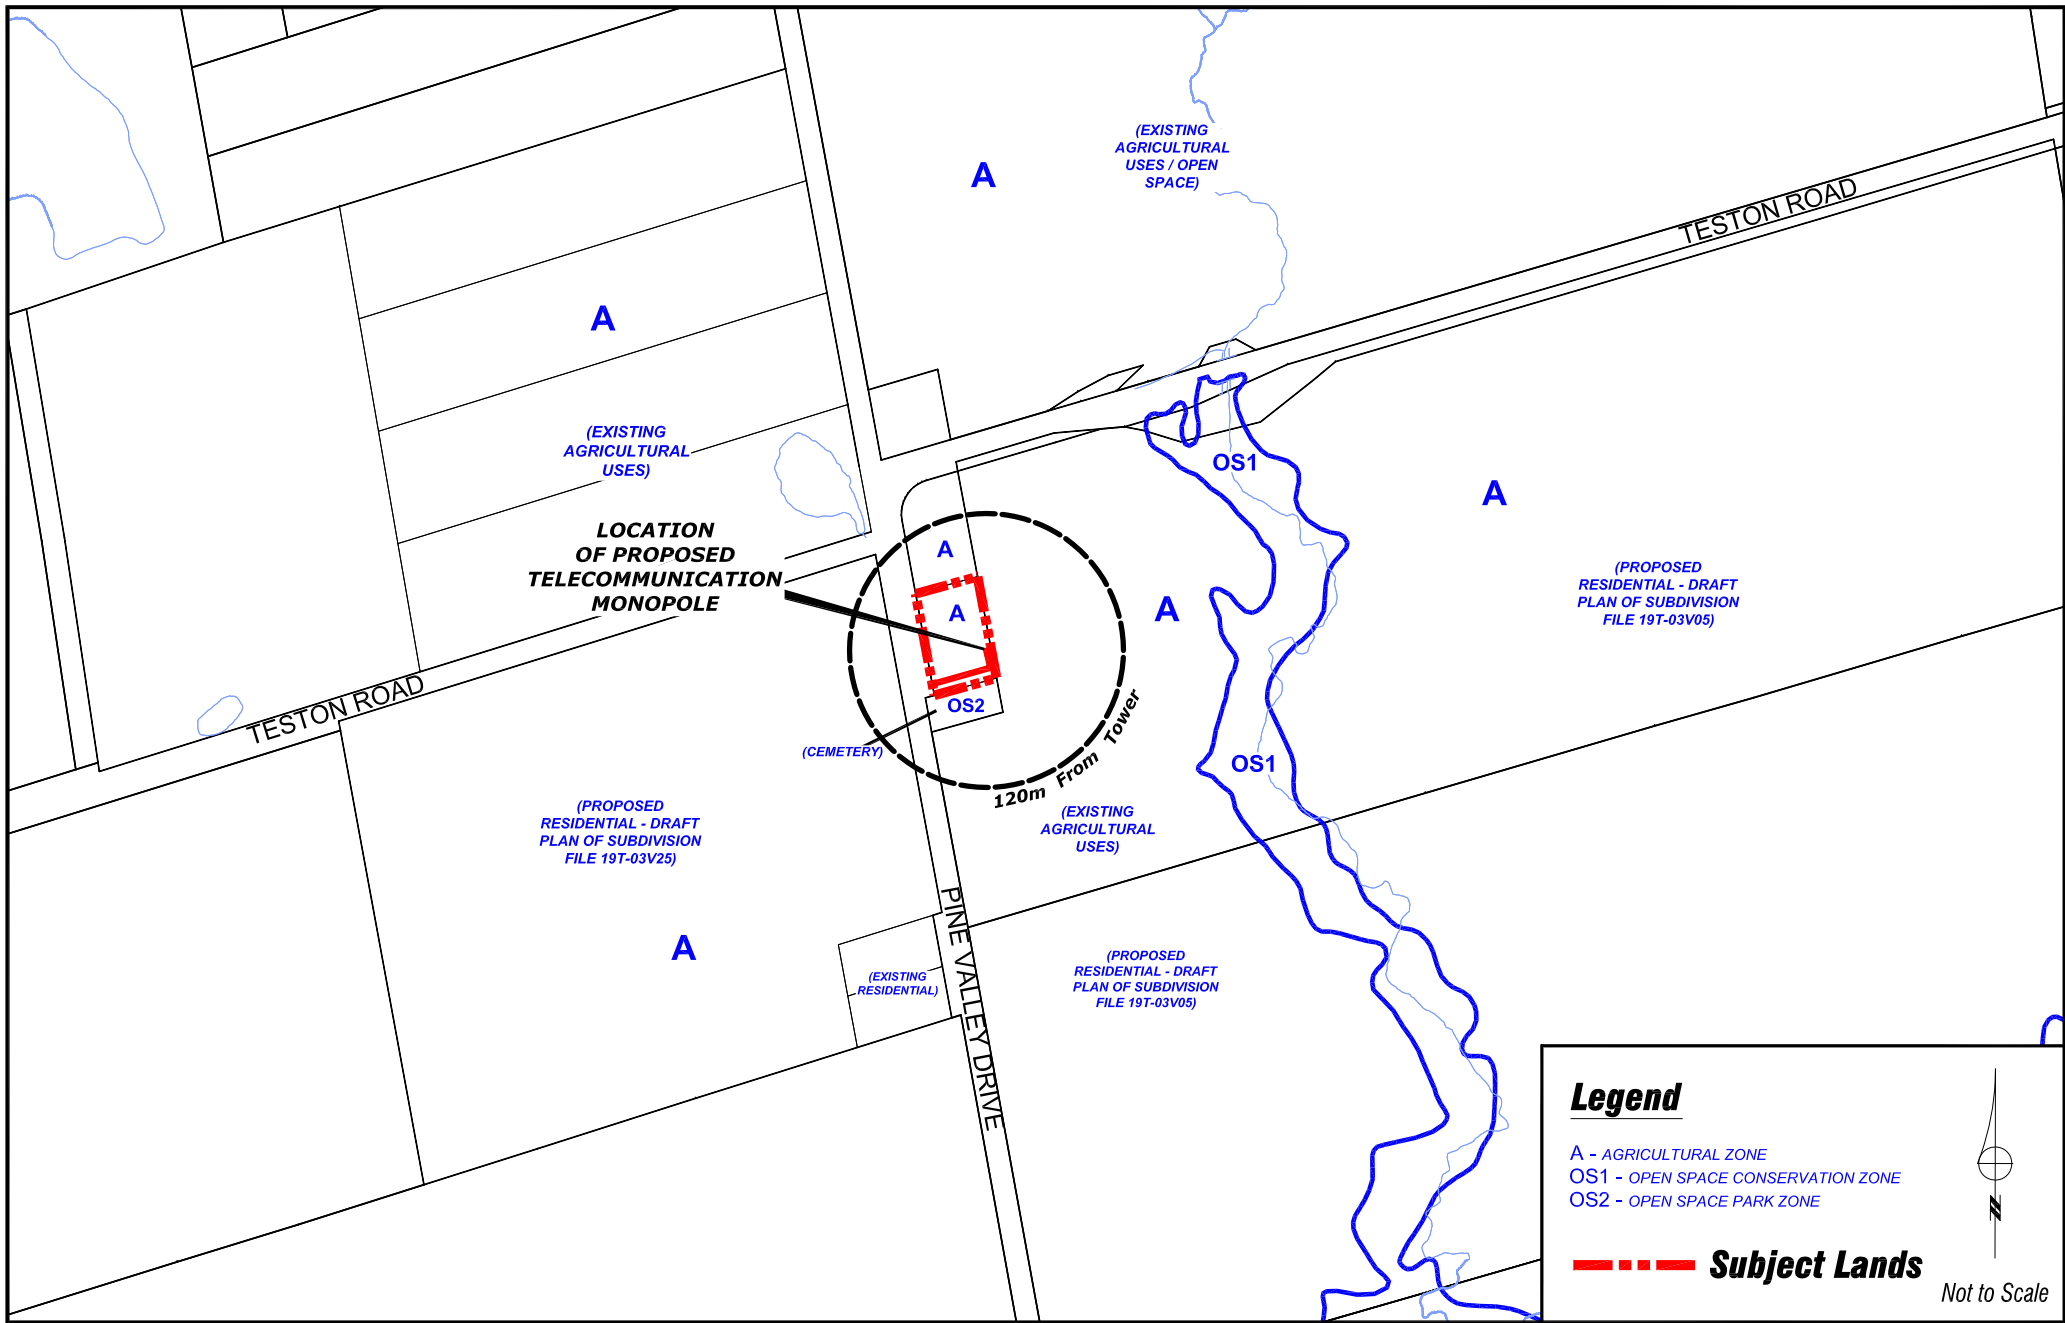 (EXISTING
AGRICULTURAL
USES / OPEN
SPACE)
A
TESTON ROAD
A
(EXISTING
AGRICULTURAL
USES)
OS1
A
LOCATION
OF PROPOSED
TELECOMMUNICATION
MONOPOLE
A
A
A
(PROPOSED
RESIDENTIAL - DRAFT
PLAN OF SUBDIVISION
FILE 19T-03V05)
OS2
(CEMETERY)
TESTON ROAD
120m From Tower
OS1
(PROPOSED
RESIDENTIAL - DRAFT
PLAN OF SUBDIVISION
FILE 19T-03V25)
(EXISTING
AGRICULTURAL
USES)
A
(EXISTING
RESIDENTIAL)
PINE VALLEY DRIVE
(PROPOSED
RESIDENTIAL - DRAFT
PLAN OF SUBDIVISION
FILE 19T-03V05)
Legend
A - AGRICULTURAL ZONE
OS1 - OPEN SPACE CONSERVATION ZONE
OS2 - OPEN SPACE PARK ZONE
N
Subject Lands
Not to Scale